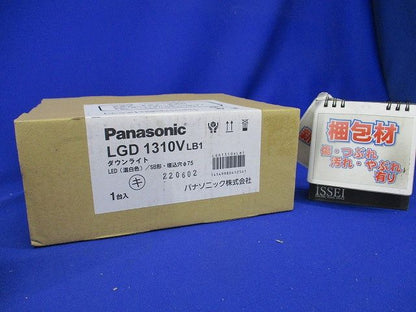 Panasonic
LGD 1310V LB1
ダウンライト
LED(温白色)/SB形・埋込穴φ75
キ
220602
1台入
パナソニック株式会社
梱包材
傷・つぶれ
汚れ・やぶれ
有り
ISSEI